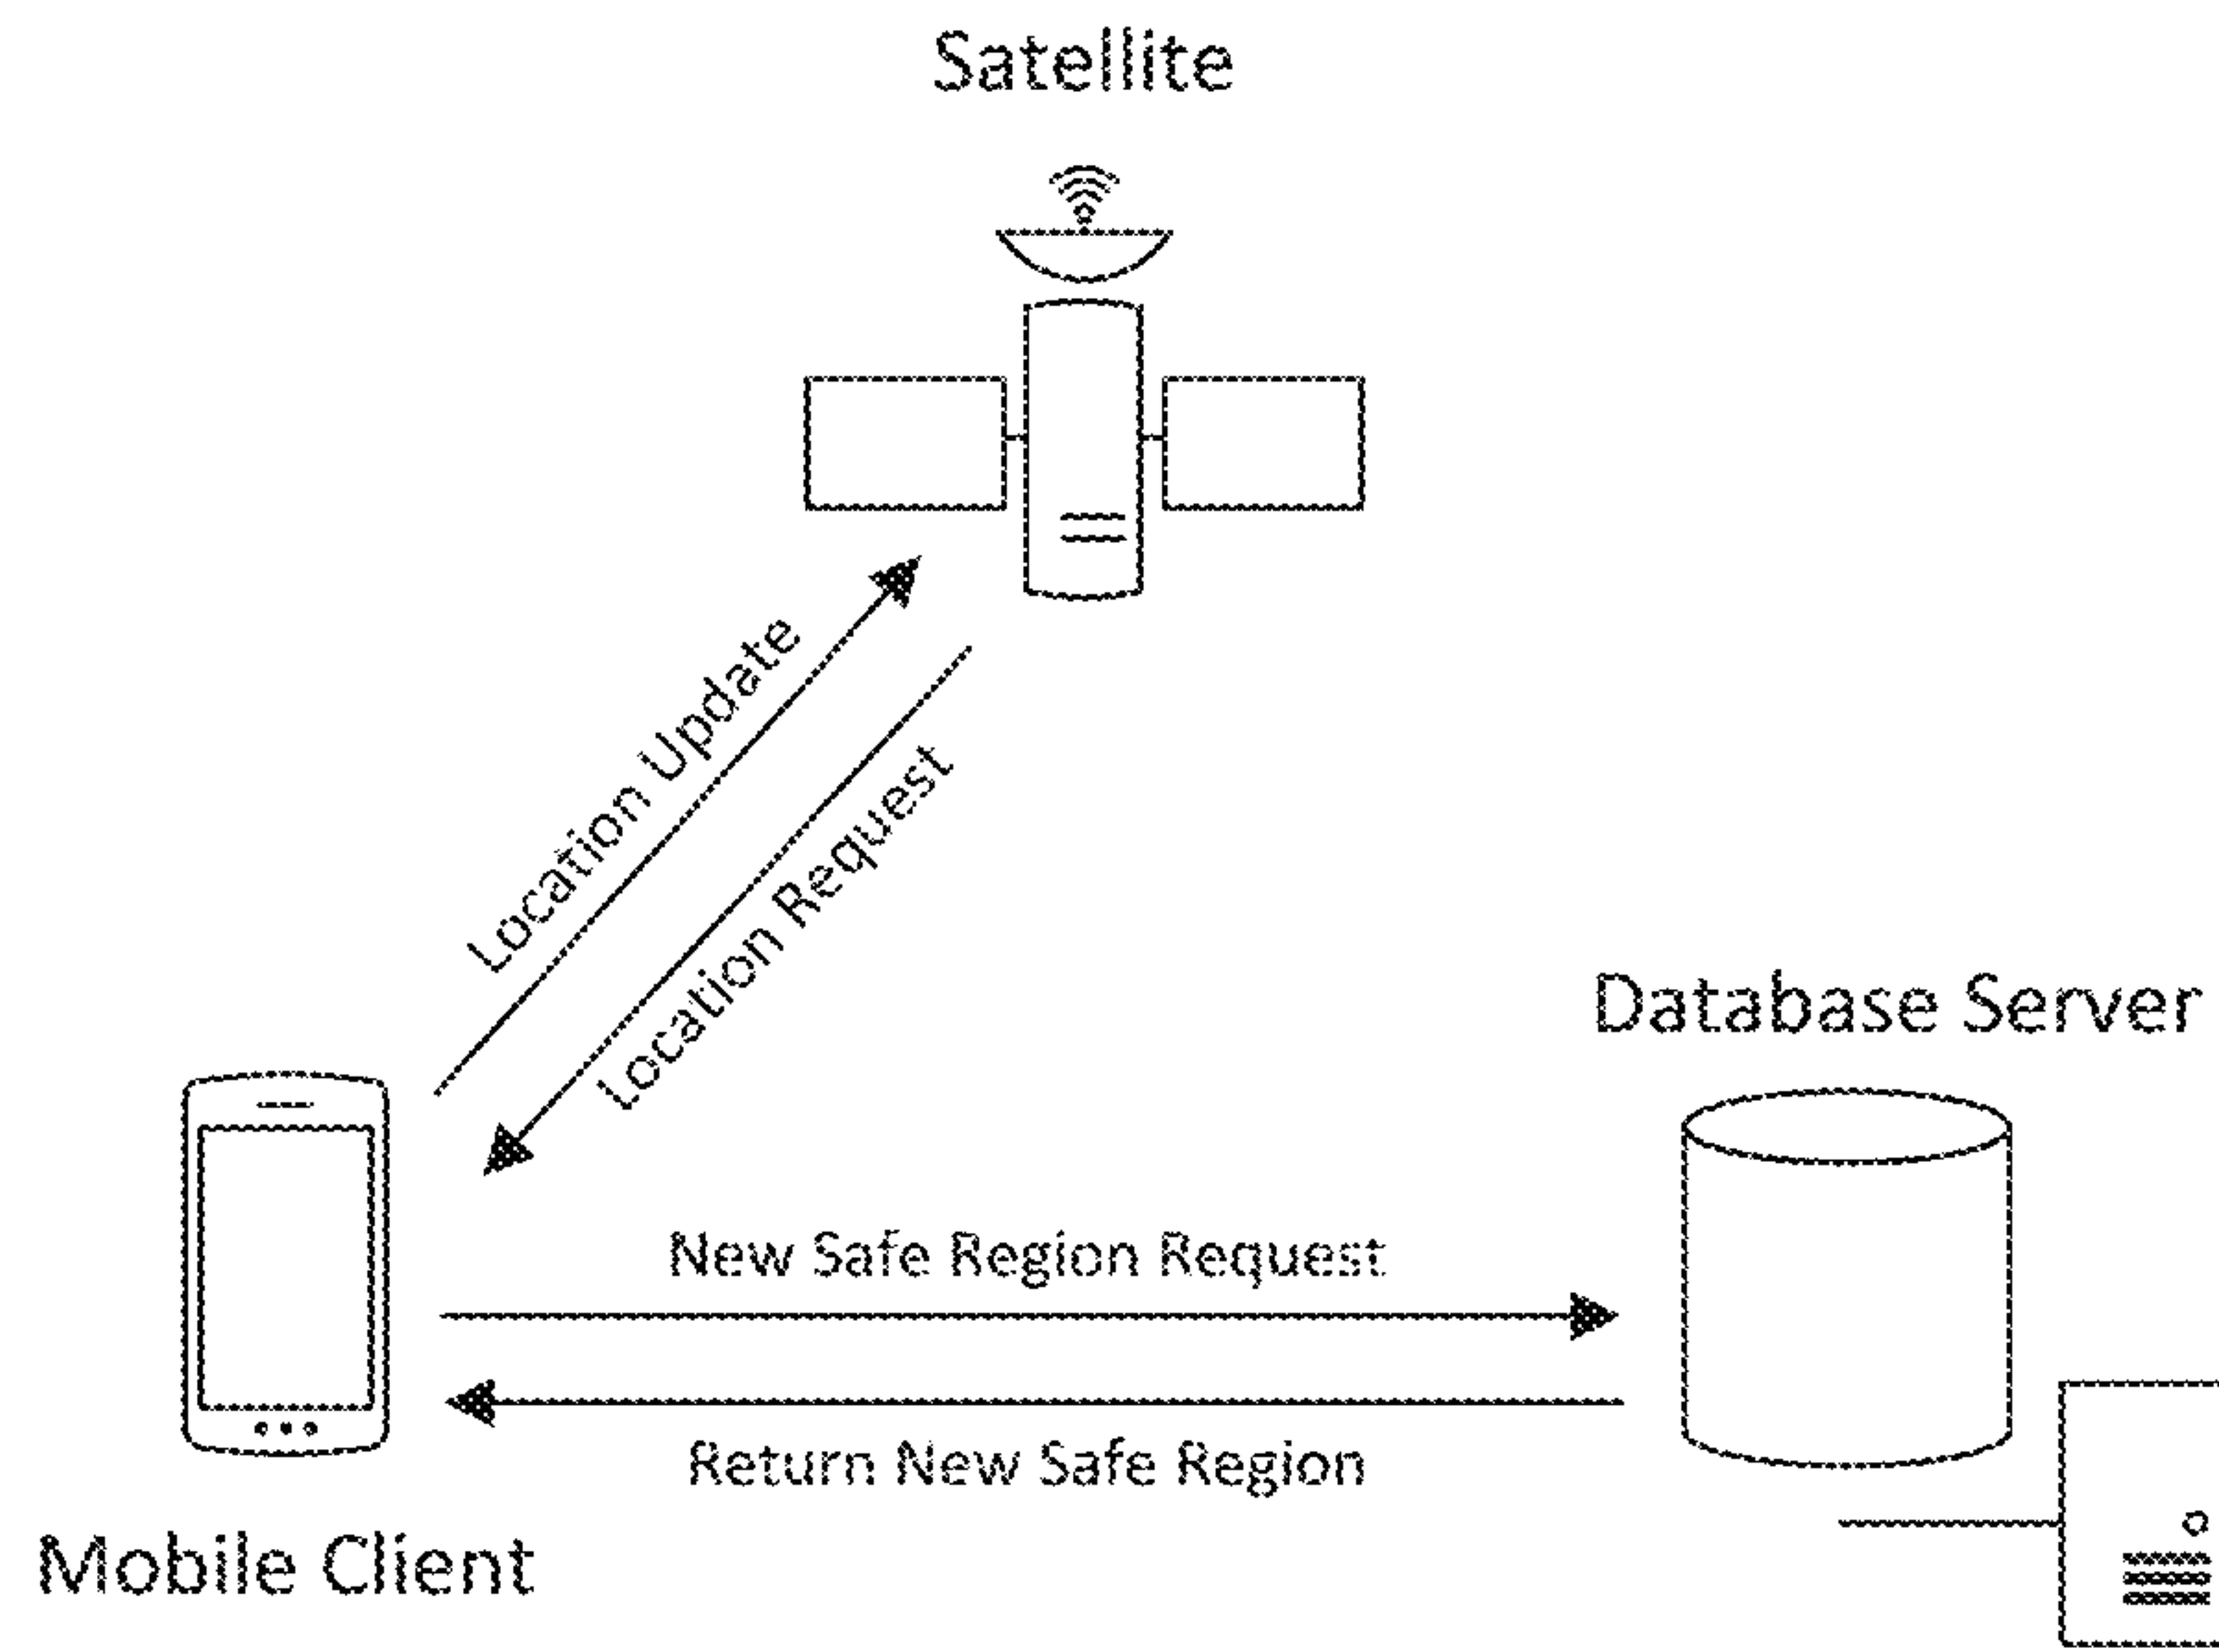 Satellite
Location Update
Location Request
Database Server
New Safe Region Request
Return New Safe Region
Mobile Client